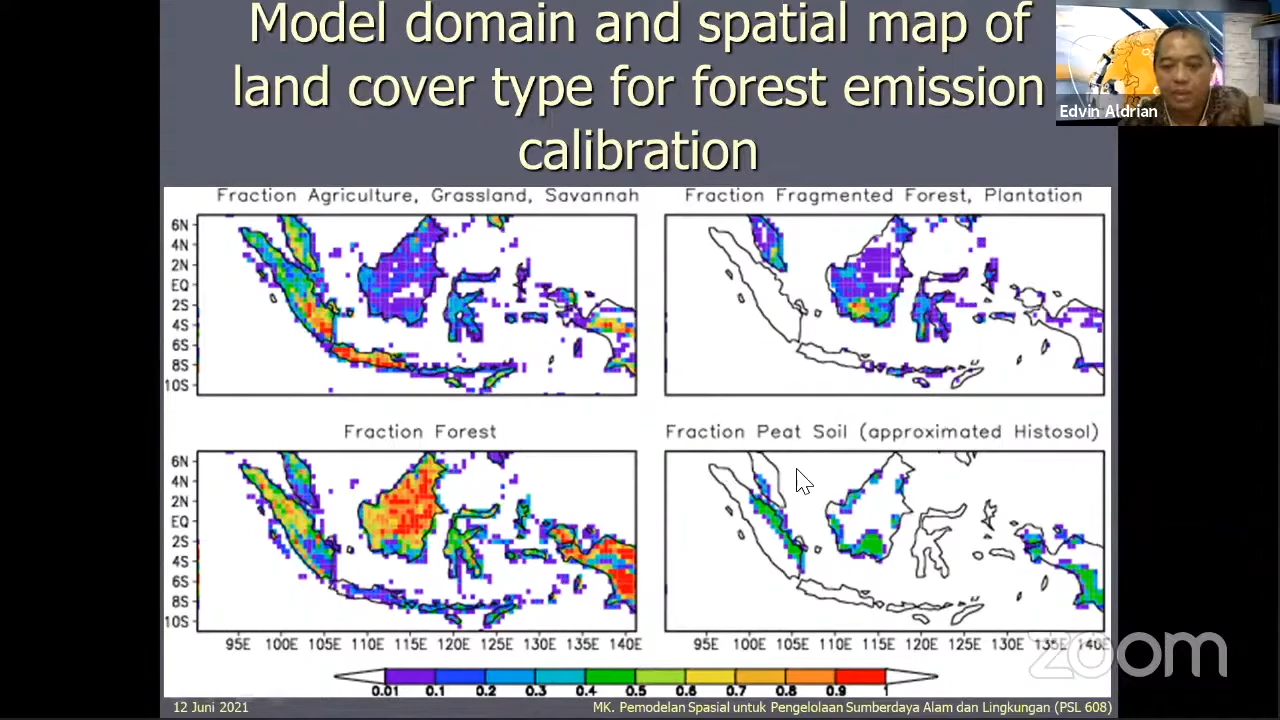 Model domain and spatial map of
land cover type for forest emission
calibration
Edvin Aldrian
Fraction Agriculture, Grassland, Savannah
Fraction Fragmented Forest, Plantation
6N
4N
2N
EQ
2S
4S
6S
8S
10S
Fraction Forest
Fraction Peat Soil (approximated Histosol)
6N
4N
2N
EQ
2S
4S
6S
8S
10S
95E 100E 105E 110E 115E 120E 125E 130E 135E 140E
95E 100E 105E 110E 115E 120E 125E 130E 135E 140E
zoom
0.01 0.1 0.2 0.3 0.4 0.5 0.6 0.7 0.8 0.9 1
12 Juni 2021
MK. Pemodelan Spasial untuk Pengelolaan Sumberdaya Alam dan Lingkungan (PSL 608)